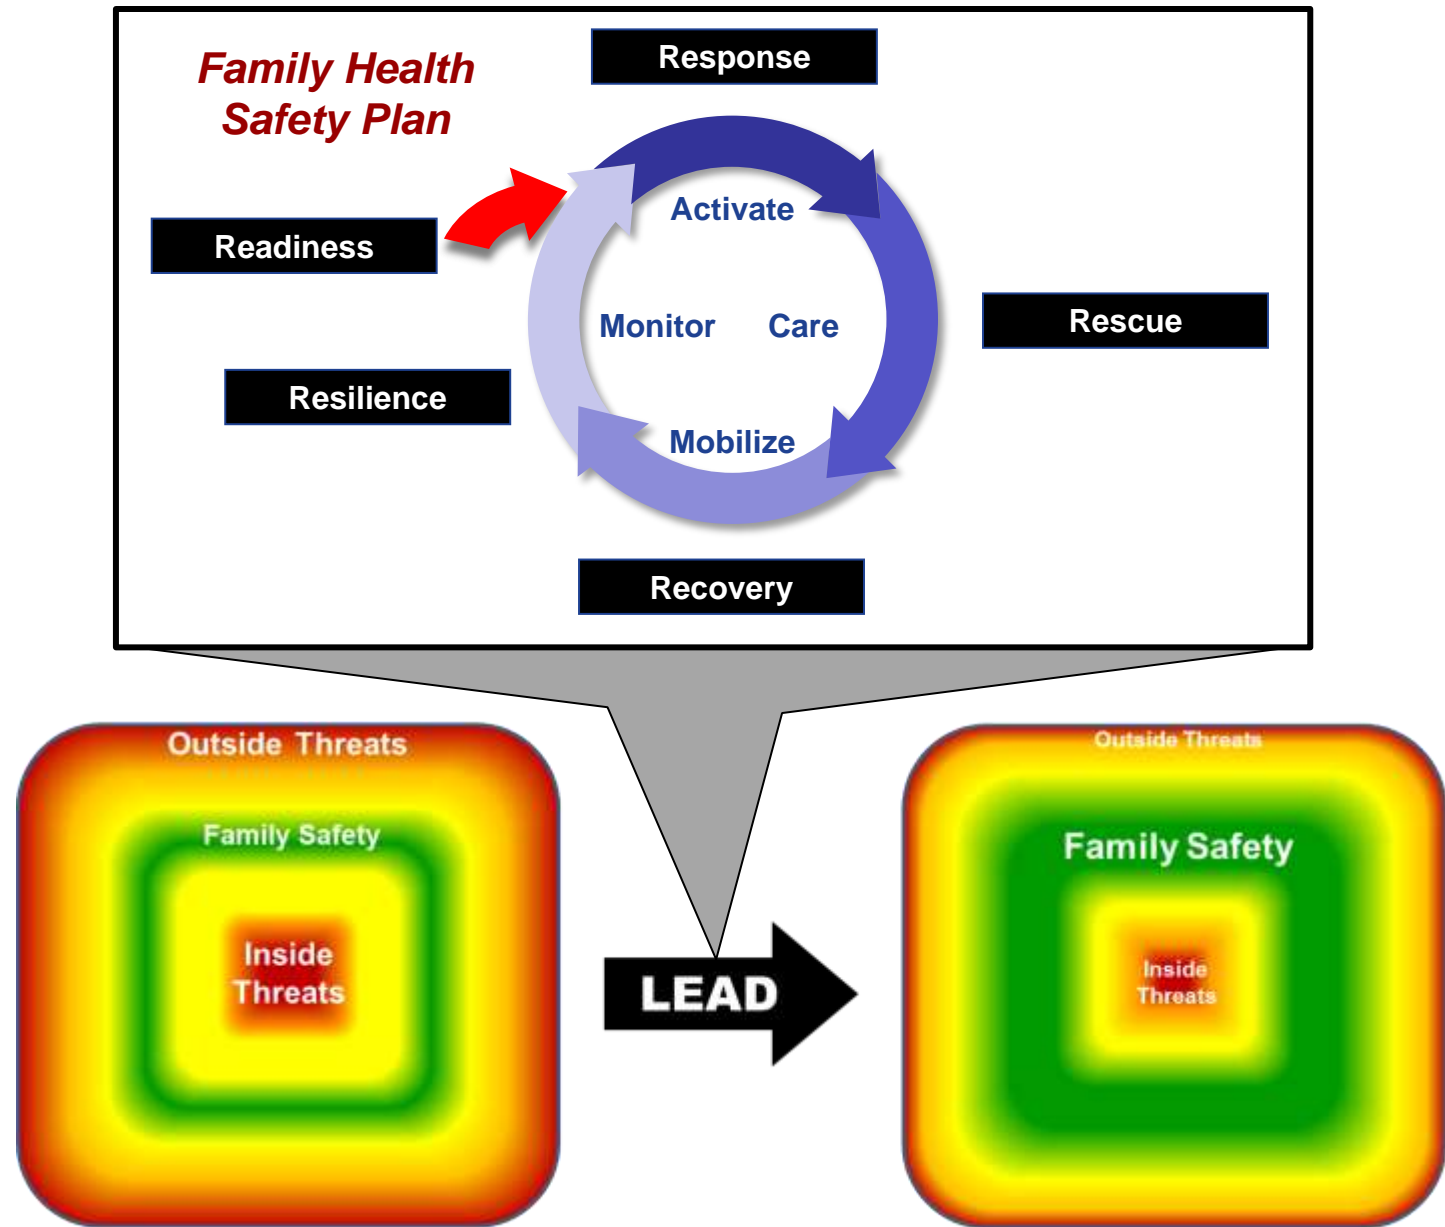 Family Health
Safety Plan
Response
Activate
Readiness
Monitor
Care
Rescue
Resilience
Mobilize
Recovery
Outside Threats
Family Safety
Inside
Threats
LEAD
Outside Threats
Family Safety
Inside
Threats